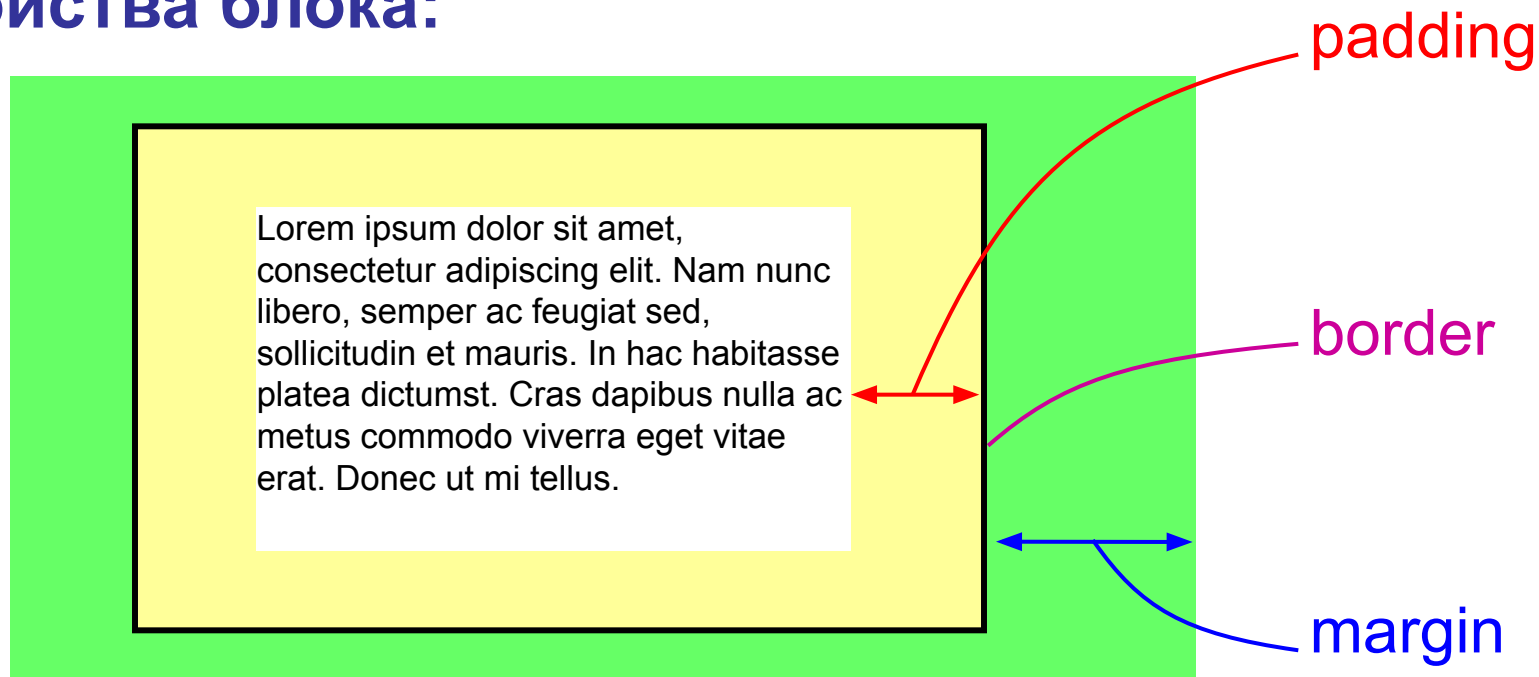 блока:
padding
Lorem ipsum dolor sit amet,
consectetur adipiscing elit. Nam nunc
libero, semper ac feugiat sed,
sollicitudin et mauris. In hac habitasse
platea dictumst. Cras dapibus nulla ac
metus commodo viverra eget vitae
erat. Donec ut mi tellus.
border
margin